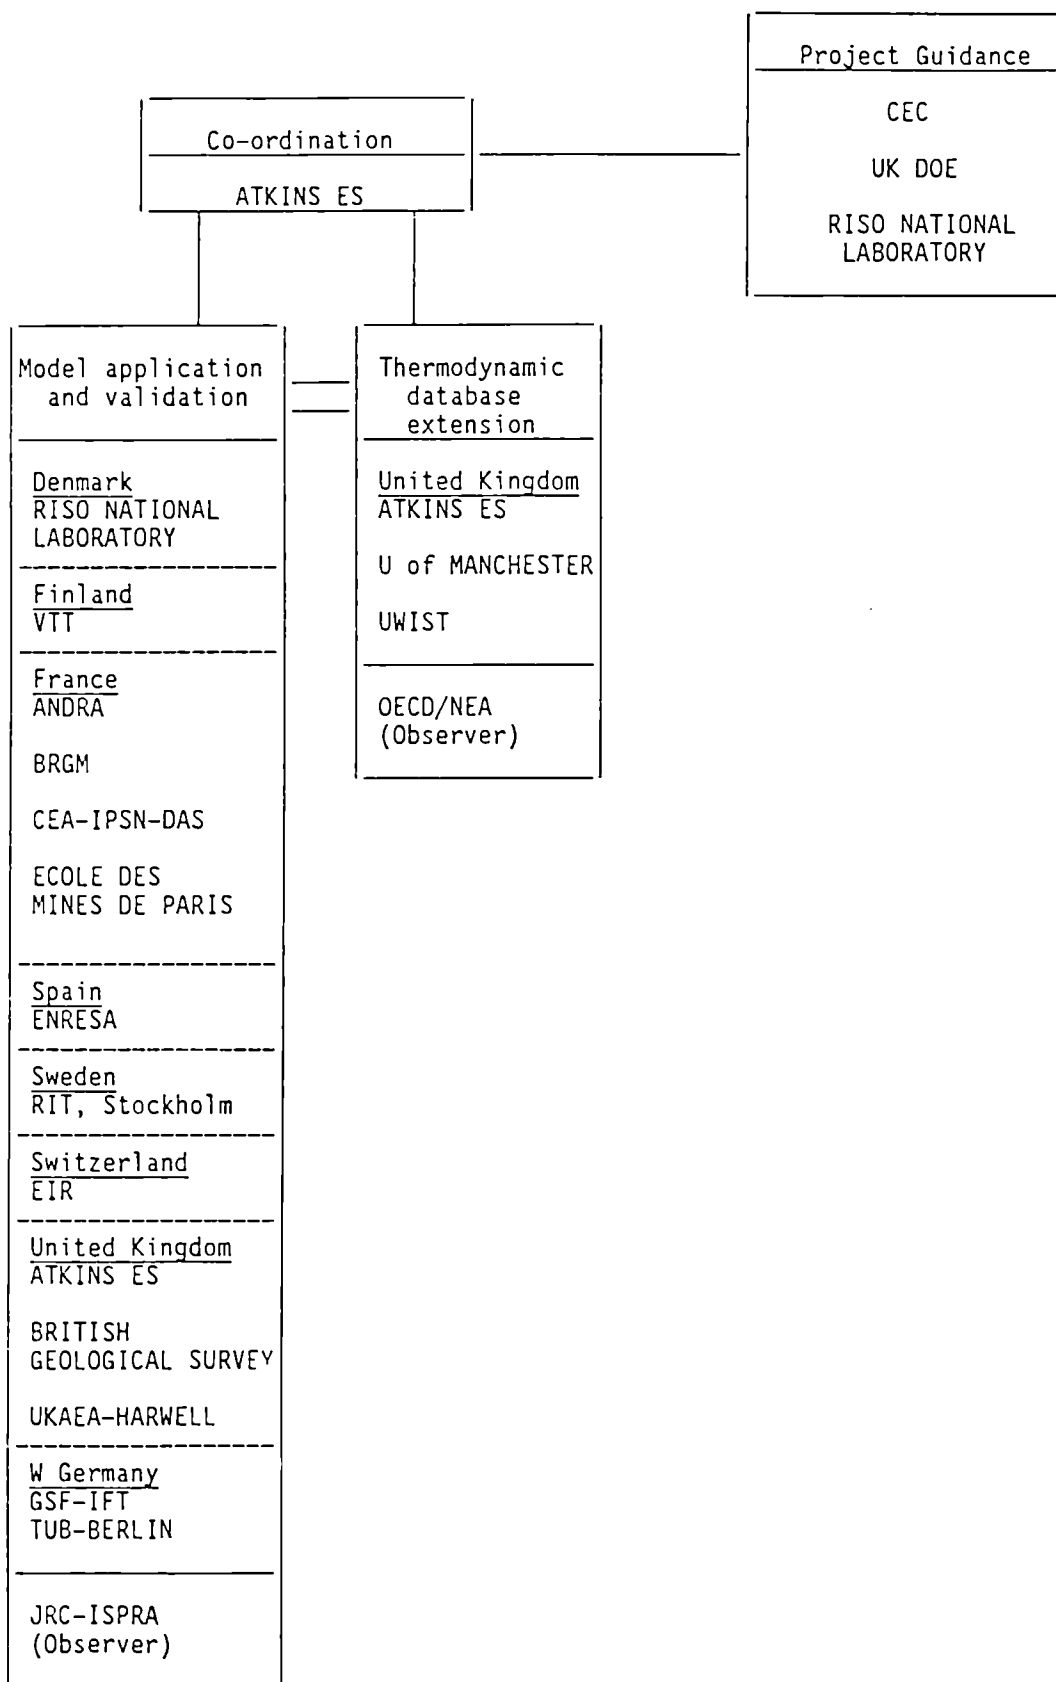 Project Guidance
CEC
UK DOE
RISO NATIONAL
LABORATORY
Co-ordination
ATKINS ES
Model application
and validation
Denmark
RISO NATIONAL
LABORATORY
Finland
VTT
France
ANDRA
BRGM
CEA-IPSN-DAS
ECOLE DES
MINES DE PARIS
Spain
ENRESA
Sweden
RIT, Stockholm
Switzerland
EIR
United Kingdom
ATKINS ES
BRITISH
GEOLOGICAL SURVEY
UKAEA-HARWELL
W Germany
GSF-IFT
TUB-BERLIN
JRC-ISPRA
(Observer)
Thermodynamic
database
extension
United Kingdom
ATKINS ES
U of MANCHESTER
UWIST
OECD/NEA
(Observer)